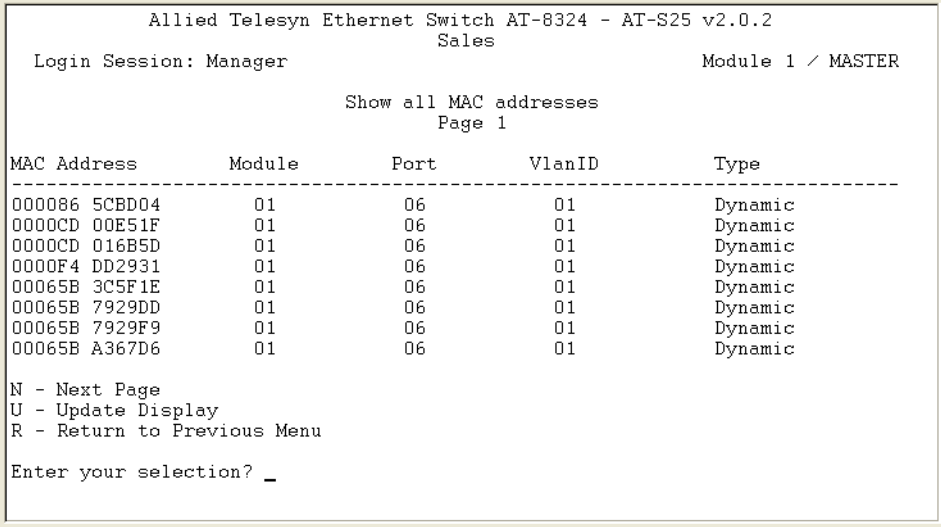 Allied Telesyn Ethernet Switch AT-8324 - AT-S25 v2.0.2
Sales
Login Session: Manager Module 1 / MASTER
Show all MAC addresses
Page 1
MAC Address Module Port VlanID Type
--------------------------------------------------------------------------------
000086 5CBD04 01 06 01 Dynamic
0000CD 00E51F 01 06 01 Dynamic
0000CD 016B5D 01 06 01 Dynamic
0000F4 DD2931 01 06 01 Dynamic
00065B 3C5F1E 01 06 01 Dynamic
00065B 7929DD 01 06 01 Dynamic
00065B 7929F9 01 06 01 Dynamic
00065B A367D6 01 06 01 Dynamic
N - Next Page
U - Update Display
R - Return to Previous Menu
Enter your selection? _